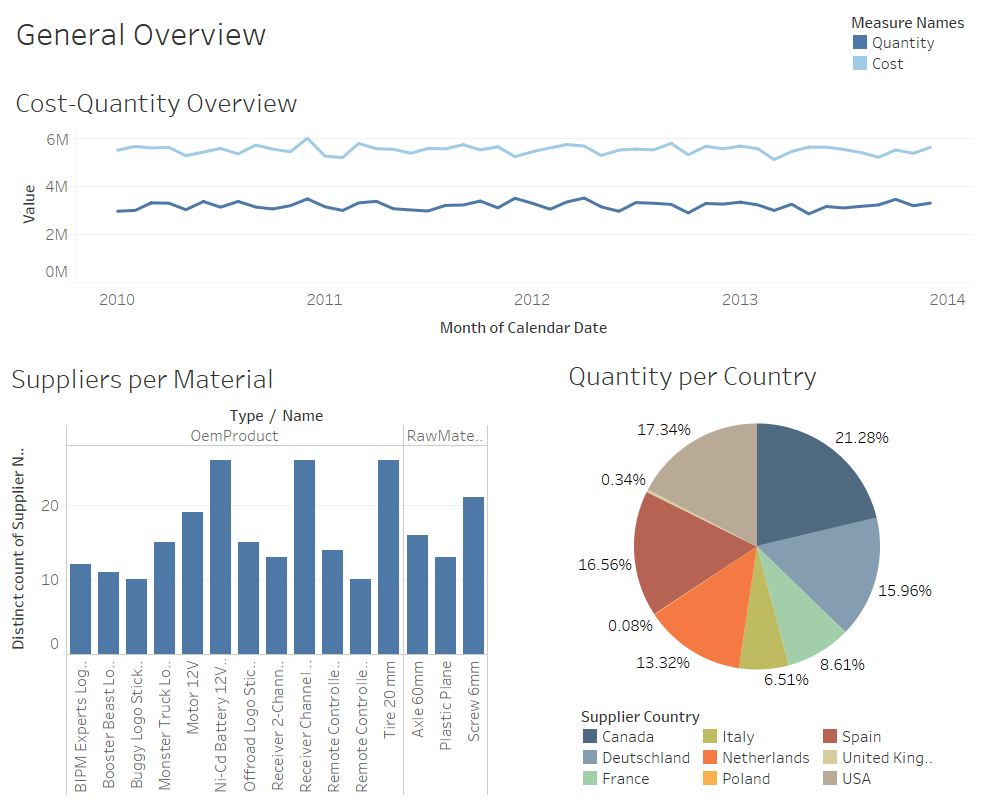 General Overview
Measure Names
Quantity
Cost
Cost-Quantity Overview
6M
4M
2M
0M
Value
2010 2011 2012 2013 2014
Month of Calendar Date
Suppliers per Material
Type / Name
OemProduct RawMate..
Distinct count of Supplier N..
20
10
0
BIPM Experts Log..
Booster Beast Lo..
Buggy Logo Stick..
Monster Truck Lo..
Motor 12V
Ni-Cd Battery 12V..
Offroad Logo Stic..
Receiver 2-Chann..
Receiver Channel ..
Remote Controlle..
Remote Controlle..
Tire 20 mm
Axle 60mm
Plastic Plane
Screw 6mm
Quantity per Country
17.34%
21.28%
0.34%
16.56%
15.96%
0.08%
13.32%
8.61%
6.51%
Supplier Country
Canada Italy Spain
Deutschland Netherlands United King..
France Poland USA